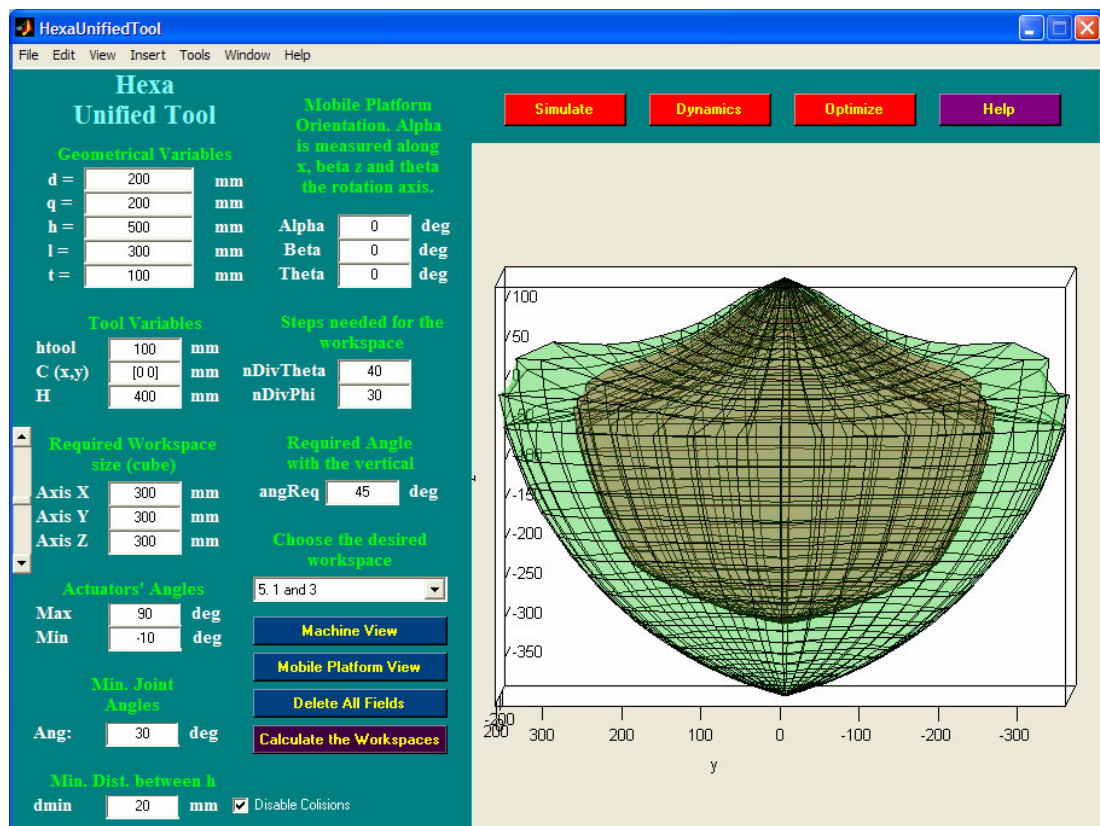 HexaUnifiedTool
File Edit View Insert Tools Window Help
Hexa
Unified Tool
Geometrical Variables
d = 200 mm
q = 200 mm
h = 500 mm
l = 300 mm
t = 100 mm
Mobile Platform
Orientation. Alpha
is measured along
x, beta z and theta
the rotation axis.
Alpha 0 deg
Beta 0 deg
Theta 0 deg
Tool Variables
htool 100 mm
C (x,y) [0 0] mm
H 400 mm
Steps needed for the
workspace
nDivTheta 40
nDivPhi 30
Required Workspace
size (cube)
Axis X 300 mm
Axis Y 300 mm
Axis Z 300 mm
Required Angle
with the vertical
angReq 45 deg
Choose the desired
workspace
5. 1 and 3
Actuators' Angles
Max 90 deg
Min -10 deg
Machine View
Mobile Platform View
Delete All Fields
Calculate the Workspaces
Min. Joint
Angles
Ang: 30 deg
Min. Dist. between h
dmin 20 mm
Disable Colisions
Simulate Dynamics Optimize Help
100
50
0
-150
-200
-250
-300
-350
200 300 200 100 0 -100 -200 -300
y